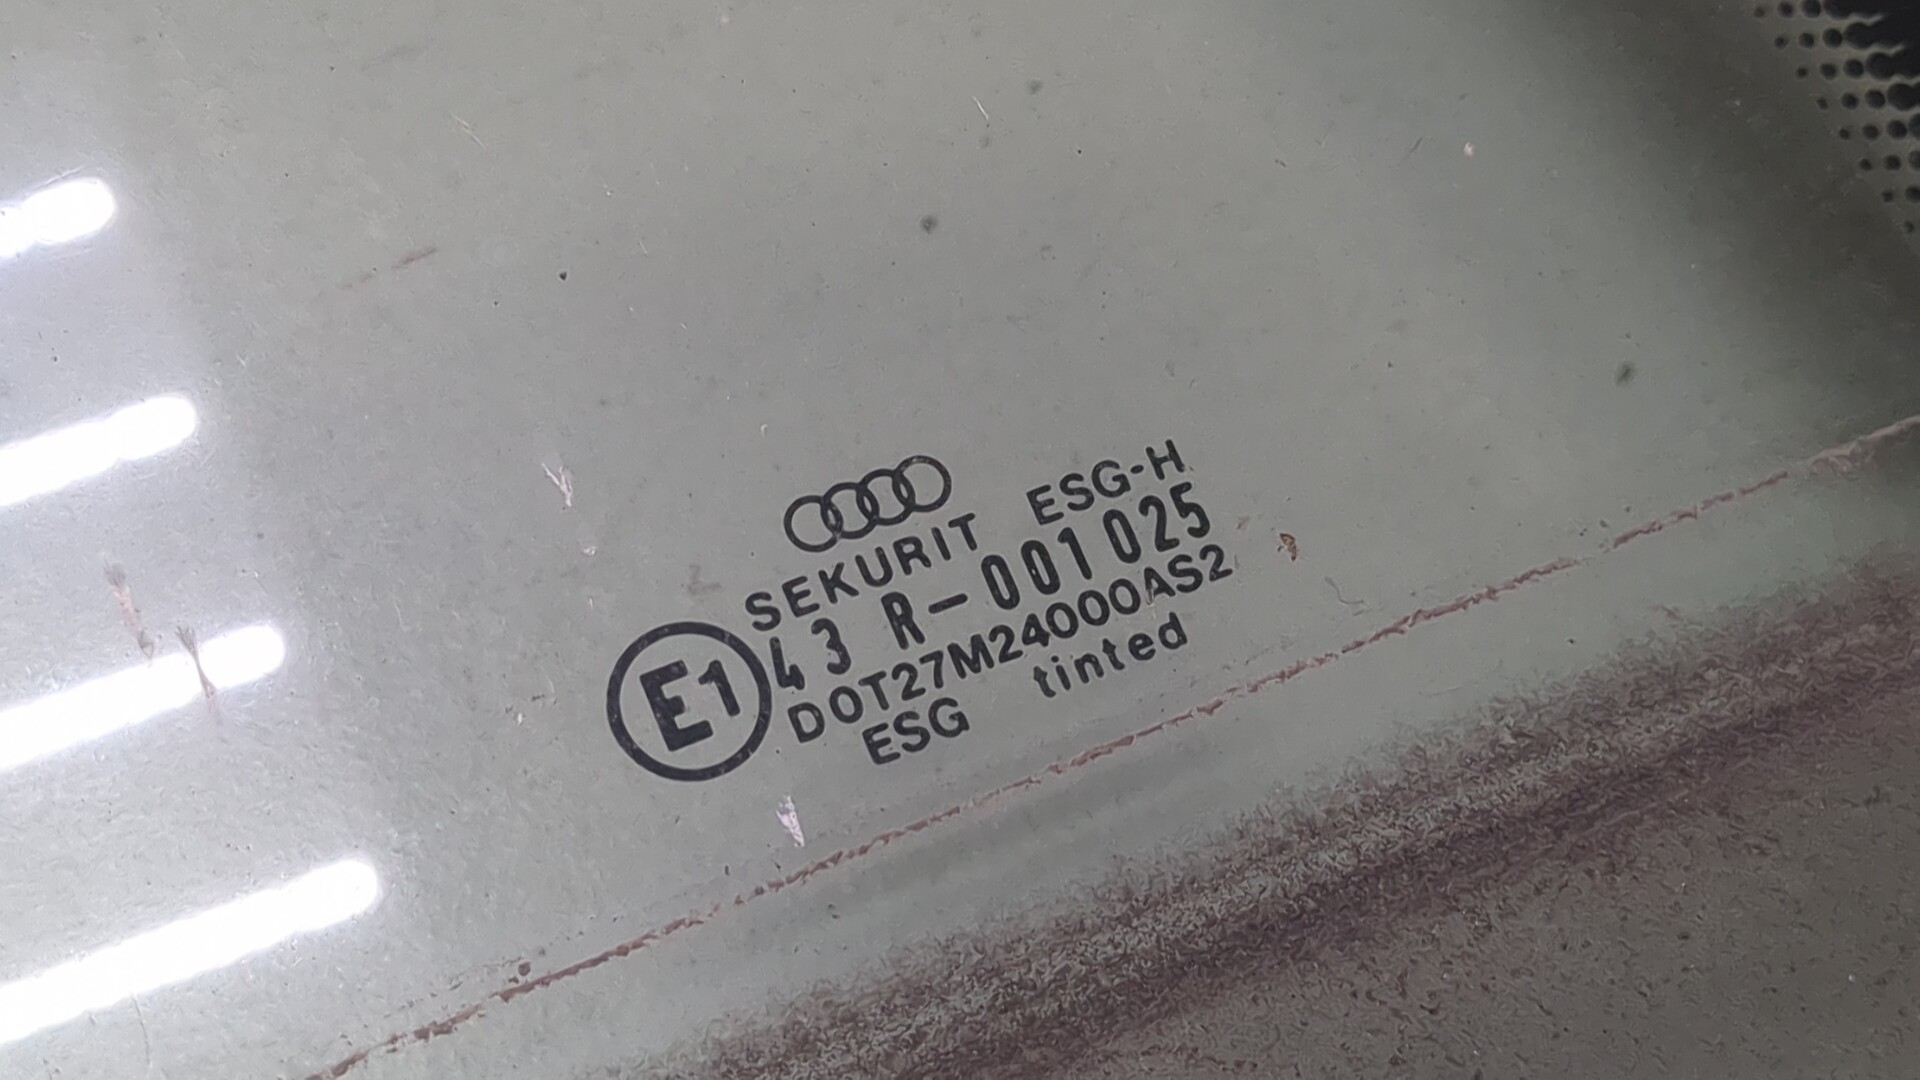 SEKURIT ESG-H
43 R-001025
E1
DOT27M24000AS2
ESG tinted